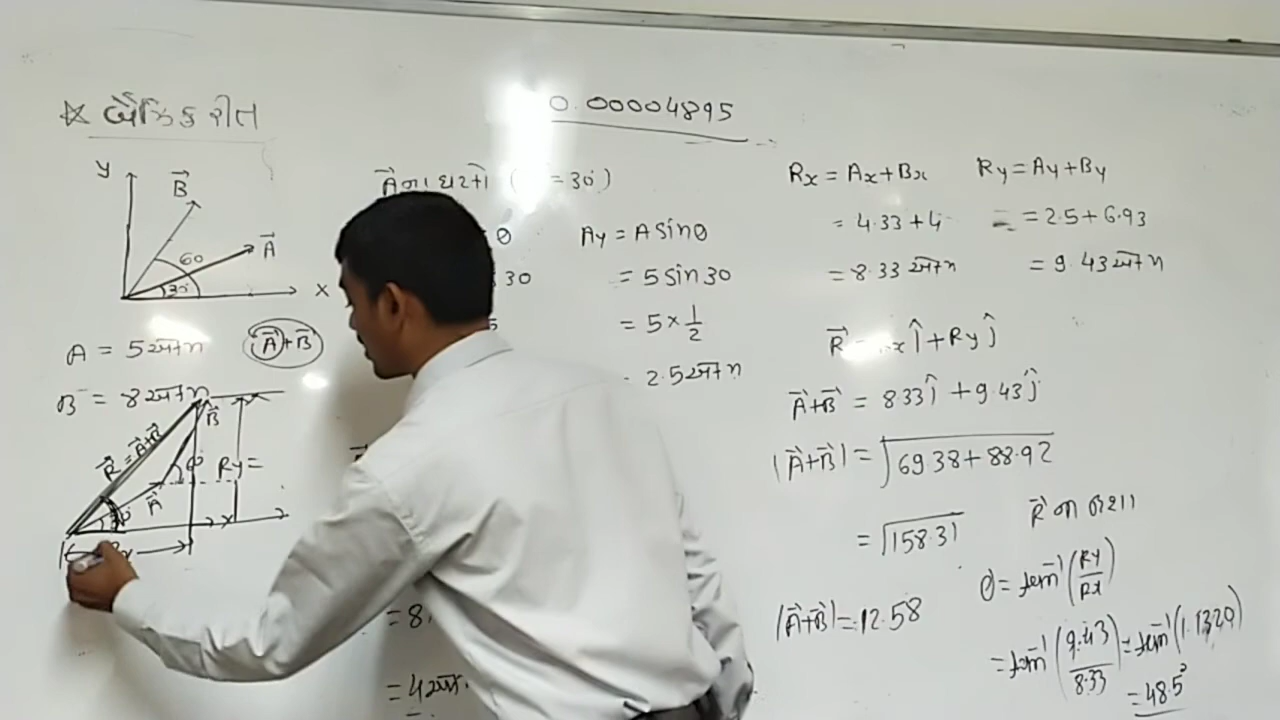 ☆ બૈઝિક રીત
0.00004895
y
B⃗
A⃗
60
30°
x
A = 5 એકમ
A⃗+B⃗
B = 8 એકમ
B⃗
R⃗ = A⃗+B⃗
Ry =
A⃗
x
A⃗ના ઘટકો ( = 30°)
θ
30
Ay = A sinθ
= 5 sin 30
= 5 × 1/2
2.5 એકમ
= 8
= 4 એકમ
Rx = Ax + Bx
= 4.33 + 4
= 8.33 એકમ
Ry = Ay + By
= 2.5 + 6.93
= 9.43 એકમ
R⃗ = x î + Ry ĵ
A⃗+B⃗ = 8.33 î + 9.43 ĵ
|A⃗+B⃗| = √69.38 + 88.92
= √158.31
|A⃗+B⃗| = 12.58
R⃗ ની દિશા
θ = tan⁻¹(Ry/Rx)
= tan⁻¹(9.43/8.33) = tan⁻¹(1.1320)
= 48.5°